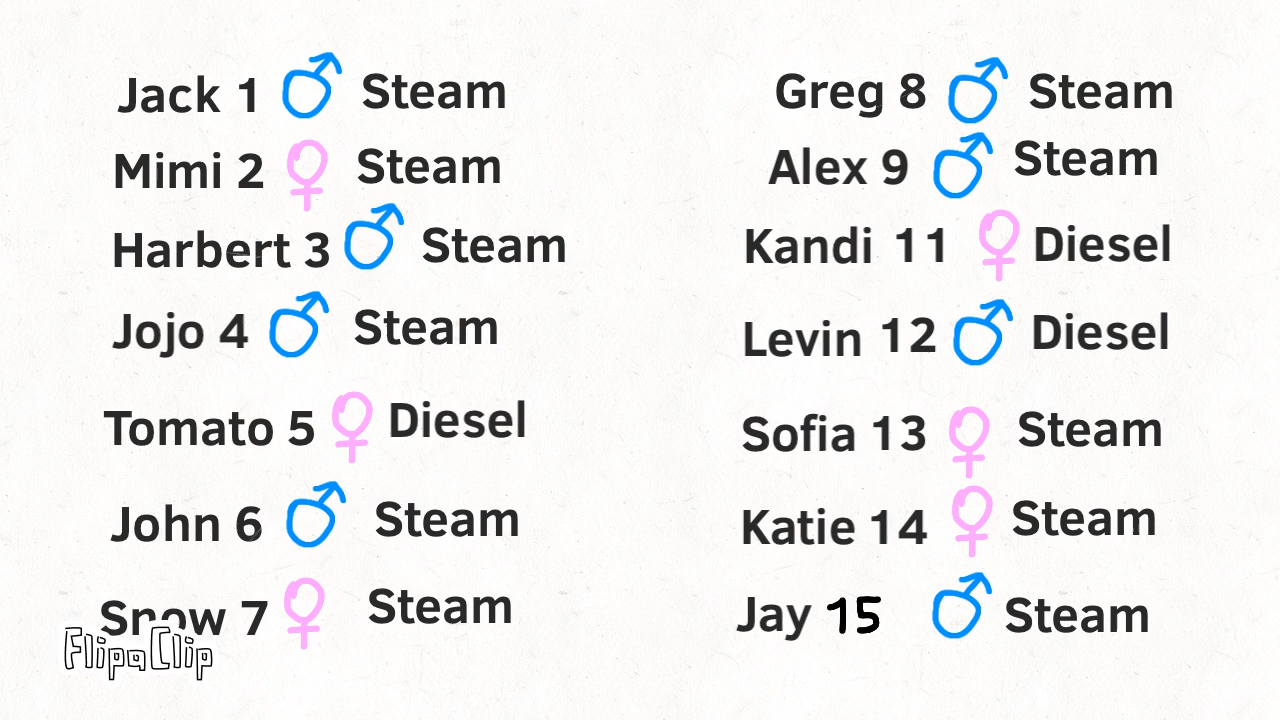 Jack 1 ♂ Steam
Mimi 2 ♀ Steam
Harbert 3 ♂ Steam
Jojo 4 ♂ Steam
Tomato 5 ♀ Diesel
John 6 ♂ Steam
Snow 7 ♀ Steam
FlipaClip
Greg 8 ♂ Steam
Alex 9 ♂ Steam
Kandi 11 ♀ Diesel
Levin 12 ♂ Diesel
Sofia 13 ♀ Steam
Katie 14 ♀ Steam
Jay 15 ♂ Steam